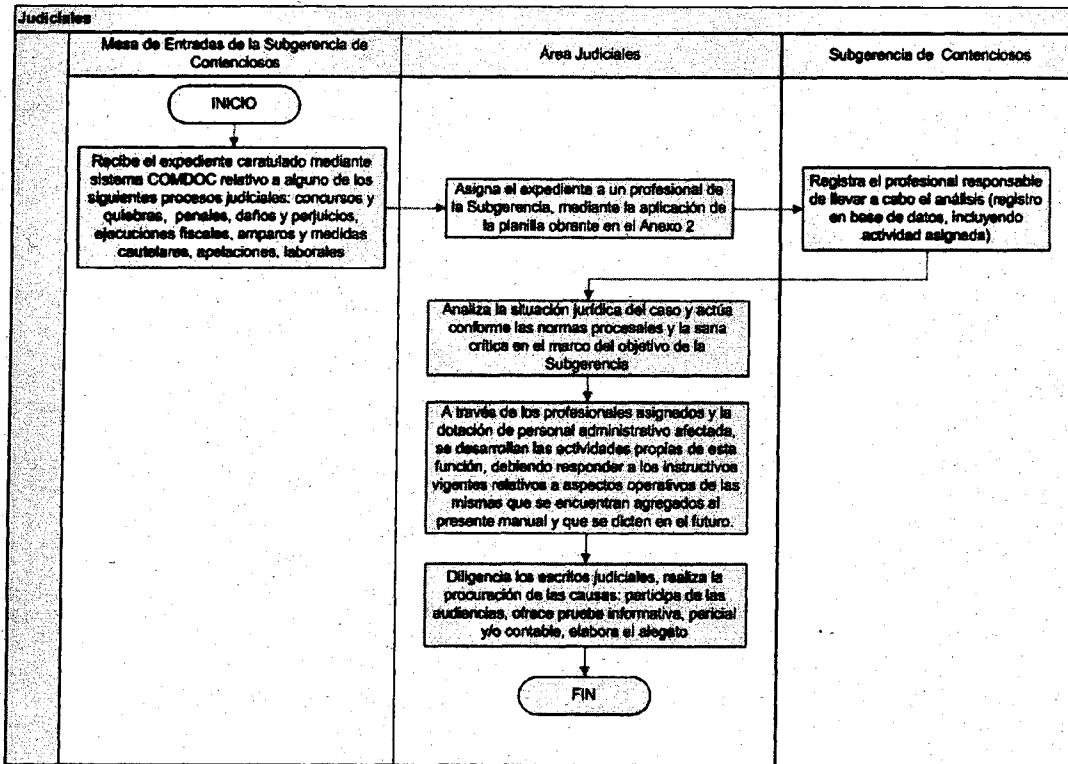 Judiciales
Mesa de Entradas de la Subgerencia de
Contenciosos
Área Judiciales
Subgerencia de Contenciosos
INICIO
Recibe el expediente caratulado mediante
sistema COMDOC relativo a alguno de los
siguientes procesos judiciales: concursos y
quiebras, penales, daños y perjuicios,
ejecuciones fiscales, amparos y medidas
cautelares, apelaciones, laborales
Asigna el expediente a un profesional de
la Subgerencia, mediante la aplicación de
la planilla obrante en el Anexo 2
Registra el profesional responsable
de llevar a cabo el análisis (registro
en base de datos, incluyendo
actividad asignada)
Analiza la situación jurídica del caso y actúa
conforme las normas procesales y la sana
crítica en el marco del objetivo de la
Subgerencia
A través de los profesionales asignados y la
dotación de personal administrativo afectada,
se desarrollan las actividades propias de esta
función, debiendo responder a los instructivos
vigentes relativos a aspectos operativos de las
mismas que se encuentran agregados al
presente manual y que se dicten en el futuro.
Diligencia los escritos judiciales, realiza la
procuración de las causas: participa de las
audiencias, ofrece prueba informativa, pericial
y/o contable, elabora el alegato
FIN